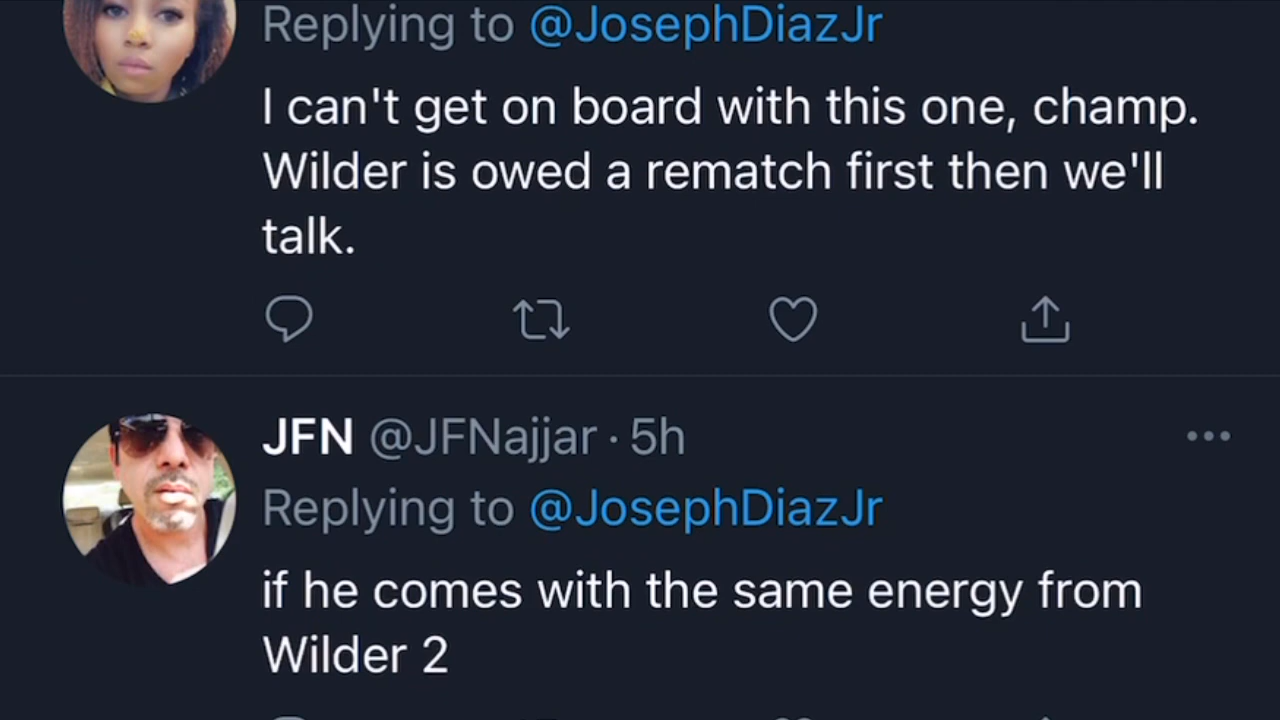 Replying to @JosephDiazJr
I can't get on board with this one, champ.
Wilder is owed a rematch first then we'll
talk.
JFN @JFNajjar · 5h
Replying to @JosephDiazJr
if he comes with the same energy from
Wilder 2